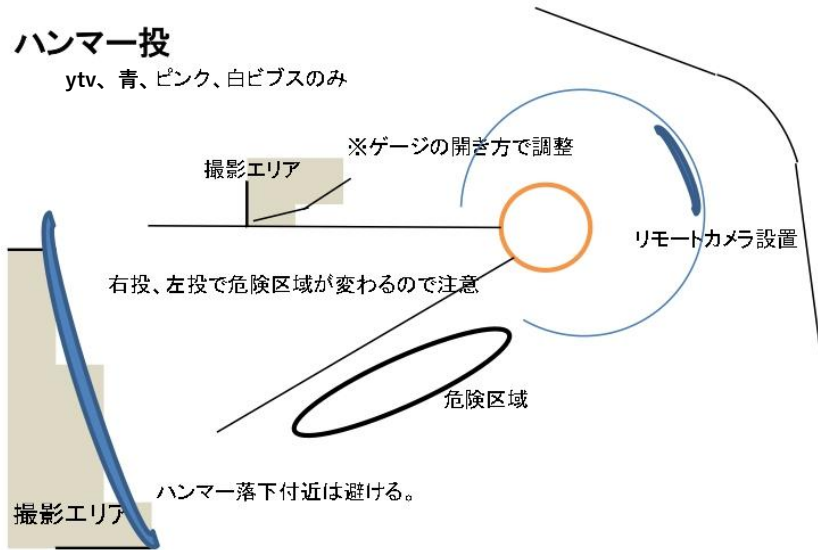 ハンマー投
ytv、青、ピンク、白ビブスのみ
※ゲージの開き方で調整
撮影エリア
リモートカメラ設置
右投、左投で危険区域が変わるので注意
危険区域
ハンマー落下付近は避ける。
撮影エリア